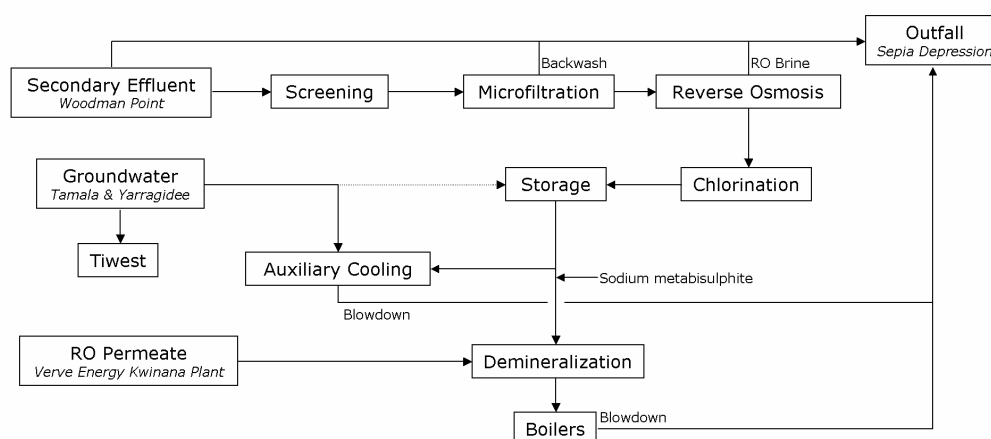 Outfall
Sepia Depression
Backwash
RO Brine
Secondary Effluent
Woodman Point
Screening
Microfiltration
Reverse Osmosis
Groundwater
Tamala & Yarragidee
Storage
Chlorination
Tiwest
Auxiliary Cooling
Sodium metabisulphite
Blowdown
RO Permeate
Verve Energy Kwinana Plant
Demineralization
Blowdown
Boilers